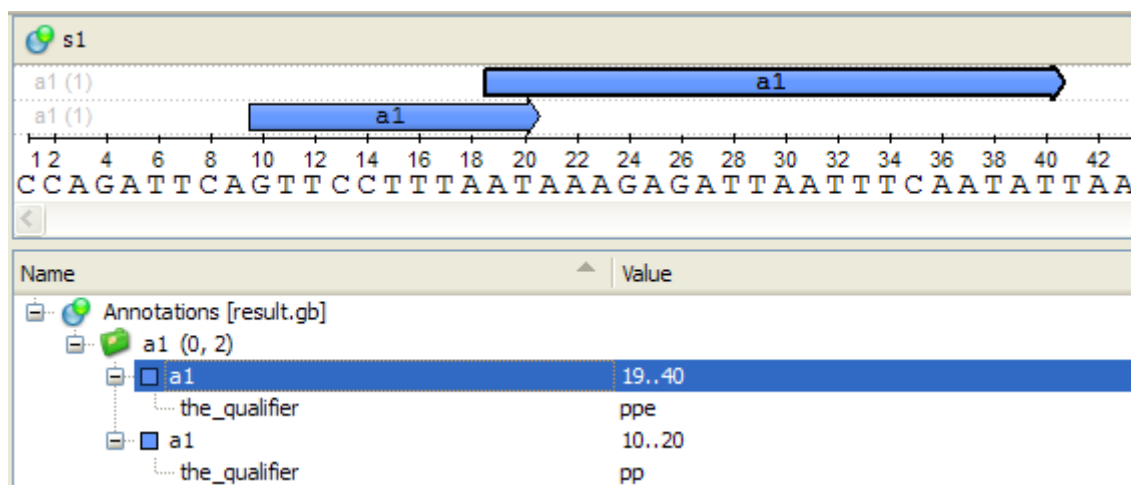 s1
a1 (1) a1
a1 (1) a1
1 2 4 6 8 10 12 14 16 18 20 22 24 26 28 30 32 34 36 38 40 42
CCAGATTCAGTTCCTTTAATAAAGAGATTAATTTCAATATTAA
Name Value
Annotations [result.gb]
a1 (0, 2)
a1 19..40
the_qualifier ppe
a1 10..20
the_qualifier pp